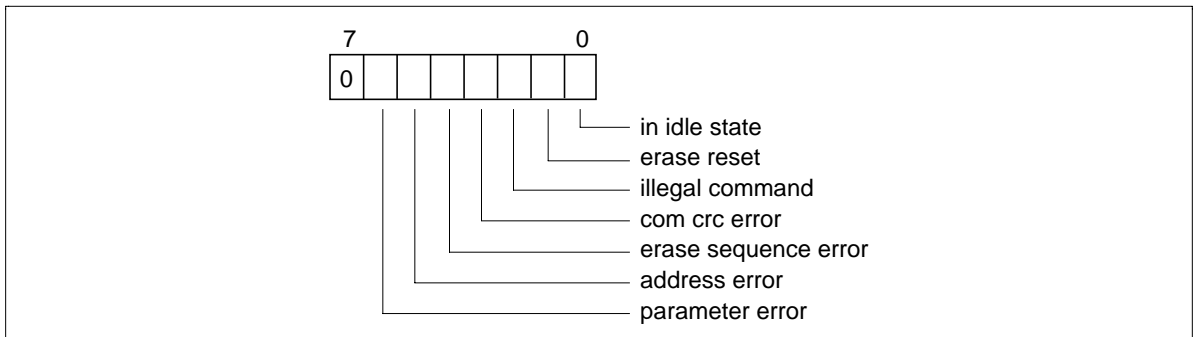 7 0
0
in idle state
erase reset
illegal command
com crc error
erase sequence error
address error
parameter error